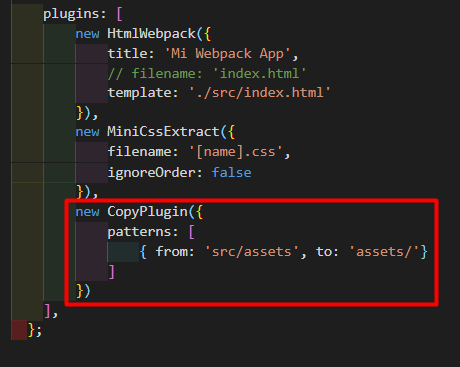 plugins: [
new HtmlWebpack({
title: 'Mi Webpack App',
// filename: 'index.html'
template: './src/index.html'
}),
new MiniCssExtract({
filename: '[name].css',
ignoreOrder: false
}),
new CopyPlugin({
patterns: [
{ from: 'src/assets', to: 'assets/'}
]
})
],
};